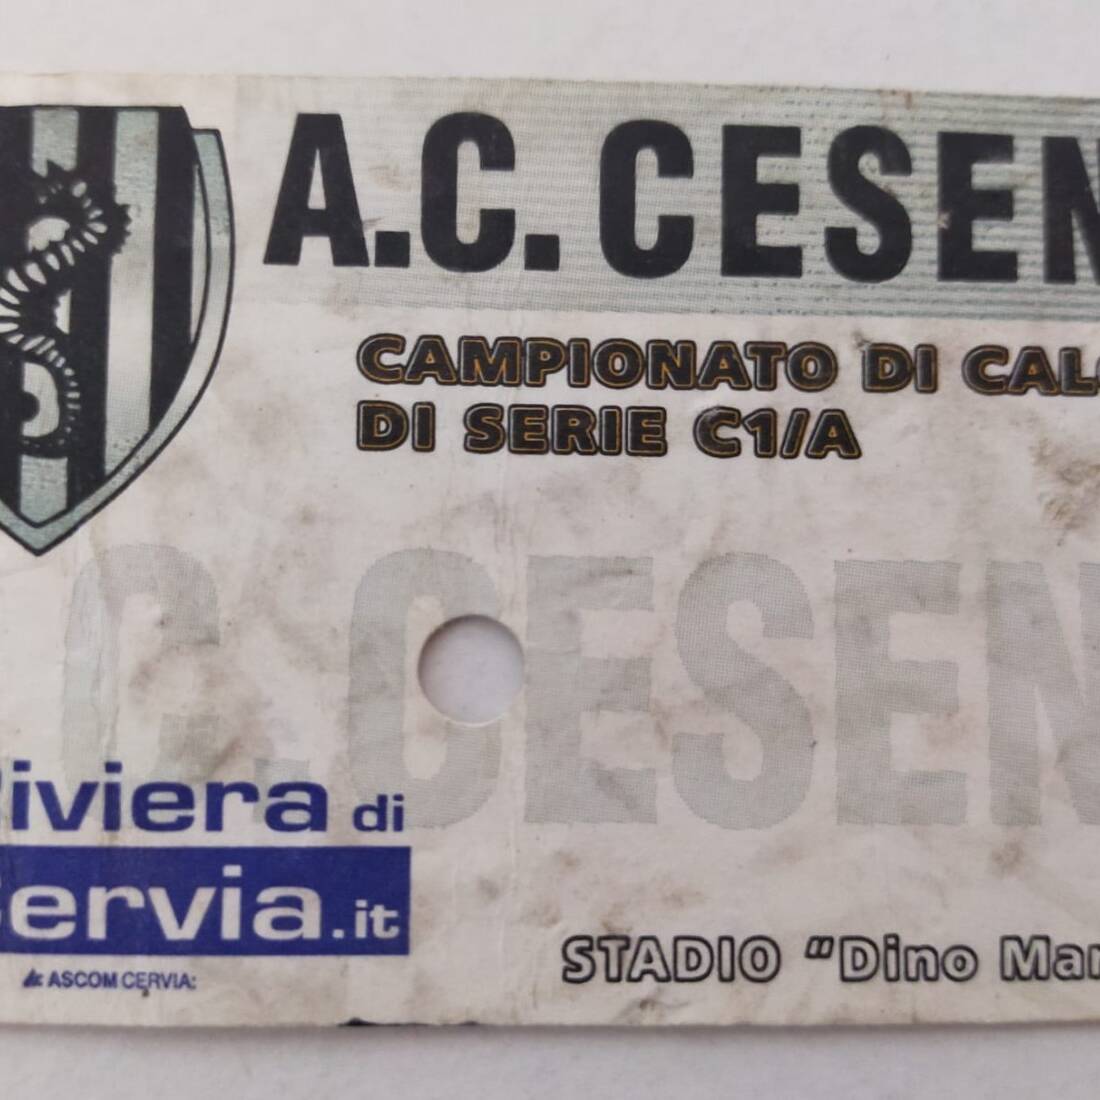 A.C. CESEN
CAMPIONATO DI CALC
DI SERIE C1/A
C. CESEN
Riviera di
Cervia.it
ASCOM CERVIA:
STADIO "Dino Man